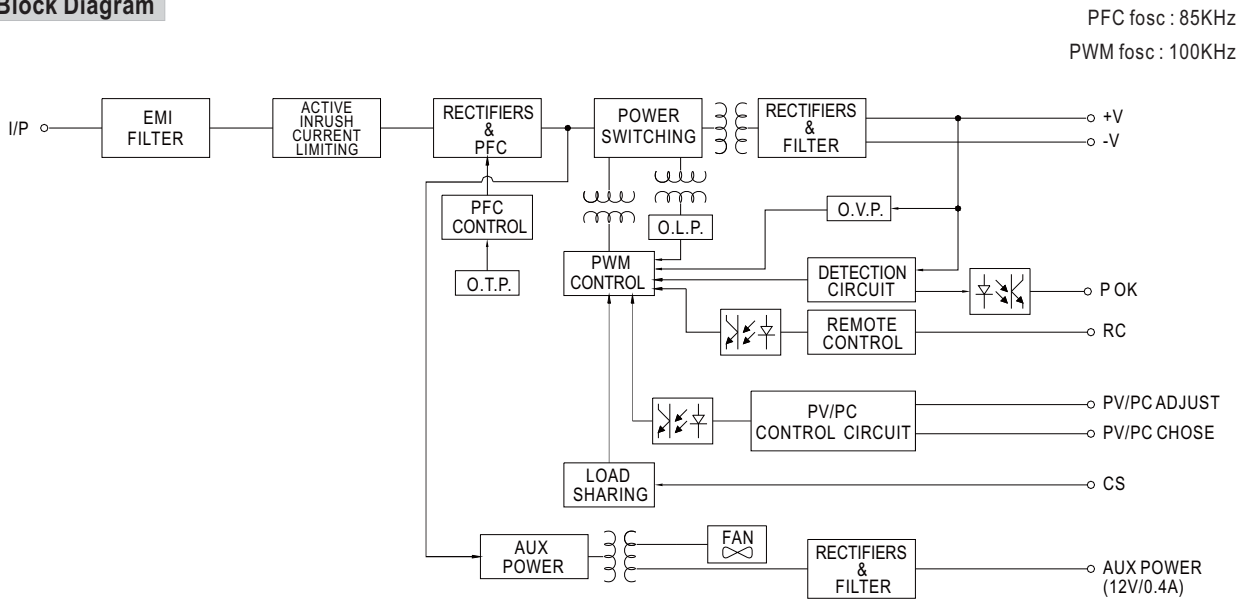 Block Diagram
PFC fosc : 85KHz
PWM fosc : 100KHz
I/P
EMI
FILTER
ACTIVE
INRUSH
CURRENT
LIMITING
RECTIFIERS
&
PFC
POWER
SWITCHING
RECTIFIERS
&
FILTER
+V
-V
PFC
CONTROL
O.T.P.
O.L.P.
O.V.P.
PWM
CONTROL
DETECTION
CIRCUIT
P OK
REMOTE
CONTROL
RC
PV/PC
CONTROL CIRCUIT
PV/PC ADJUST
PV/PC CHOSE
LOAD
SHARING
CS
AUX
POWER
FAN
RECTIFIERS
&
FILTER
AUX POWER
(12V/0.4A)